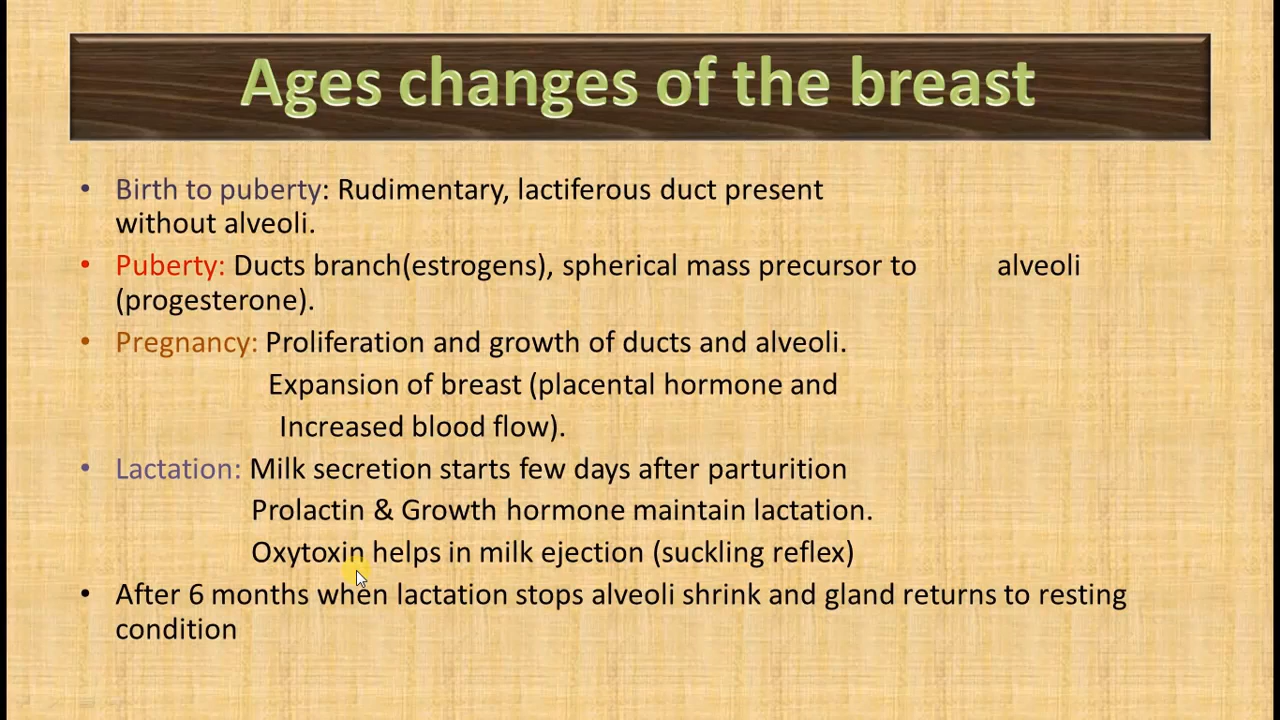 Ages changes of the breast
• Birth to puberty: Rudimentary, lactiferous duct present
without alveoli.
• Puberty: Ducts branch(estrogens), spherical mass precursor to alveoli
(progesterone).
• Pregnancy: Proliferation and growth of ducts and alveoli.
Expansion of breast (placental hormone and
Increased blood flow).
• Lactation: Milk secretion starts few days after parturition
Prolactin & Growth hormone maintain lactation.
Oxytoxin helps in milk ejection (suckling reflex)
• After 6 months when lactation stops alveoli shrink and gland returns to resting
condition